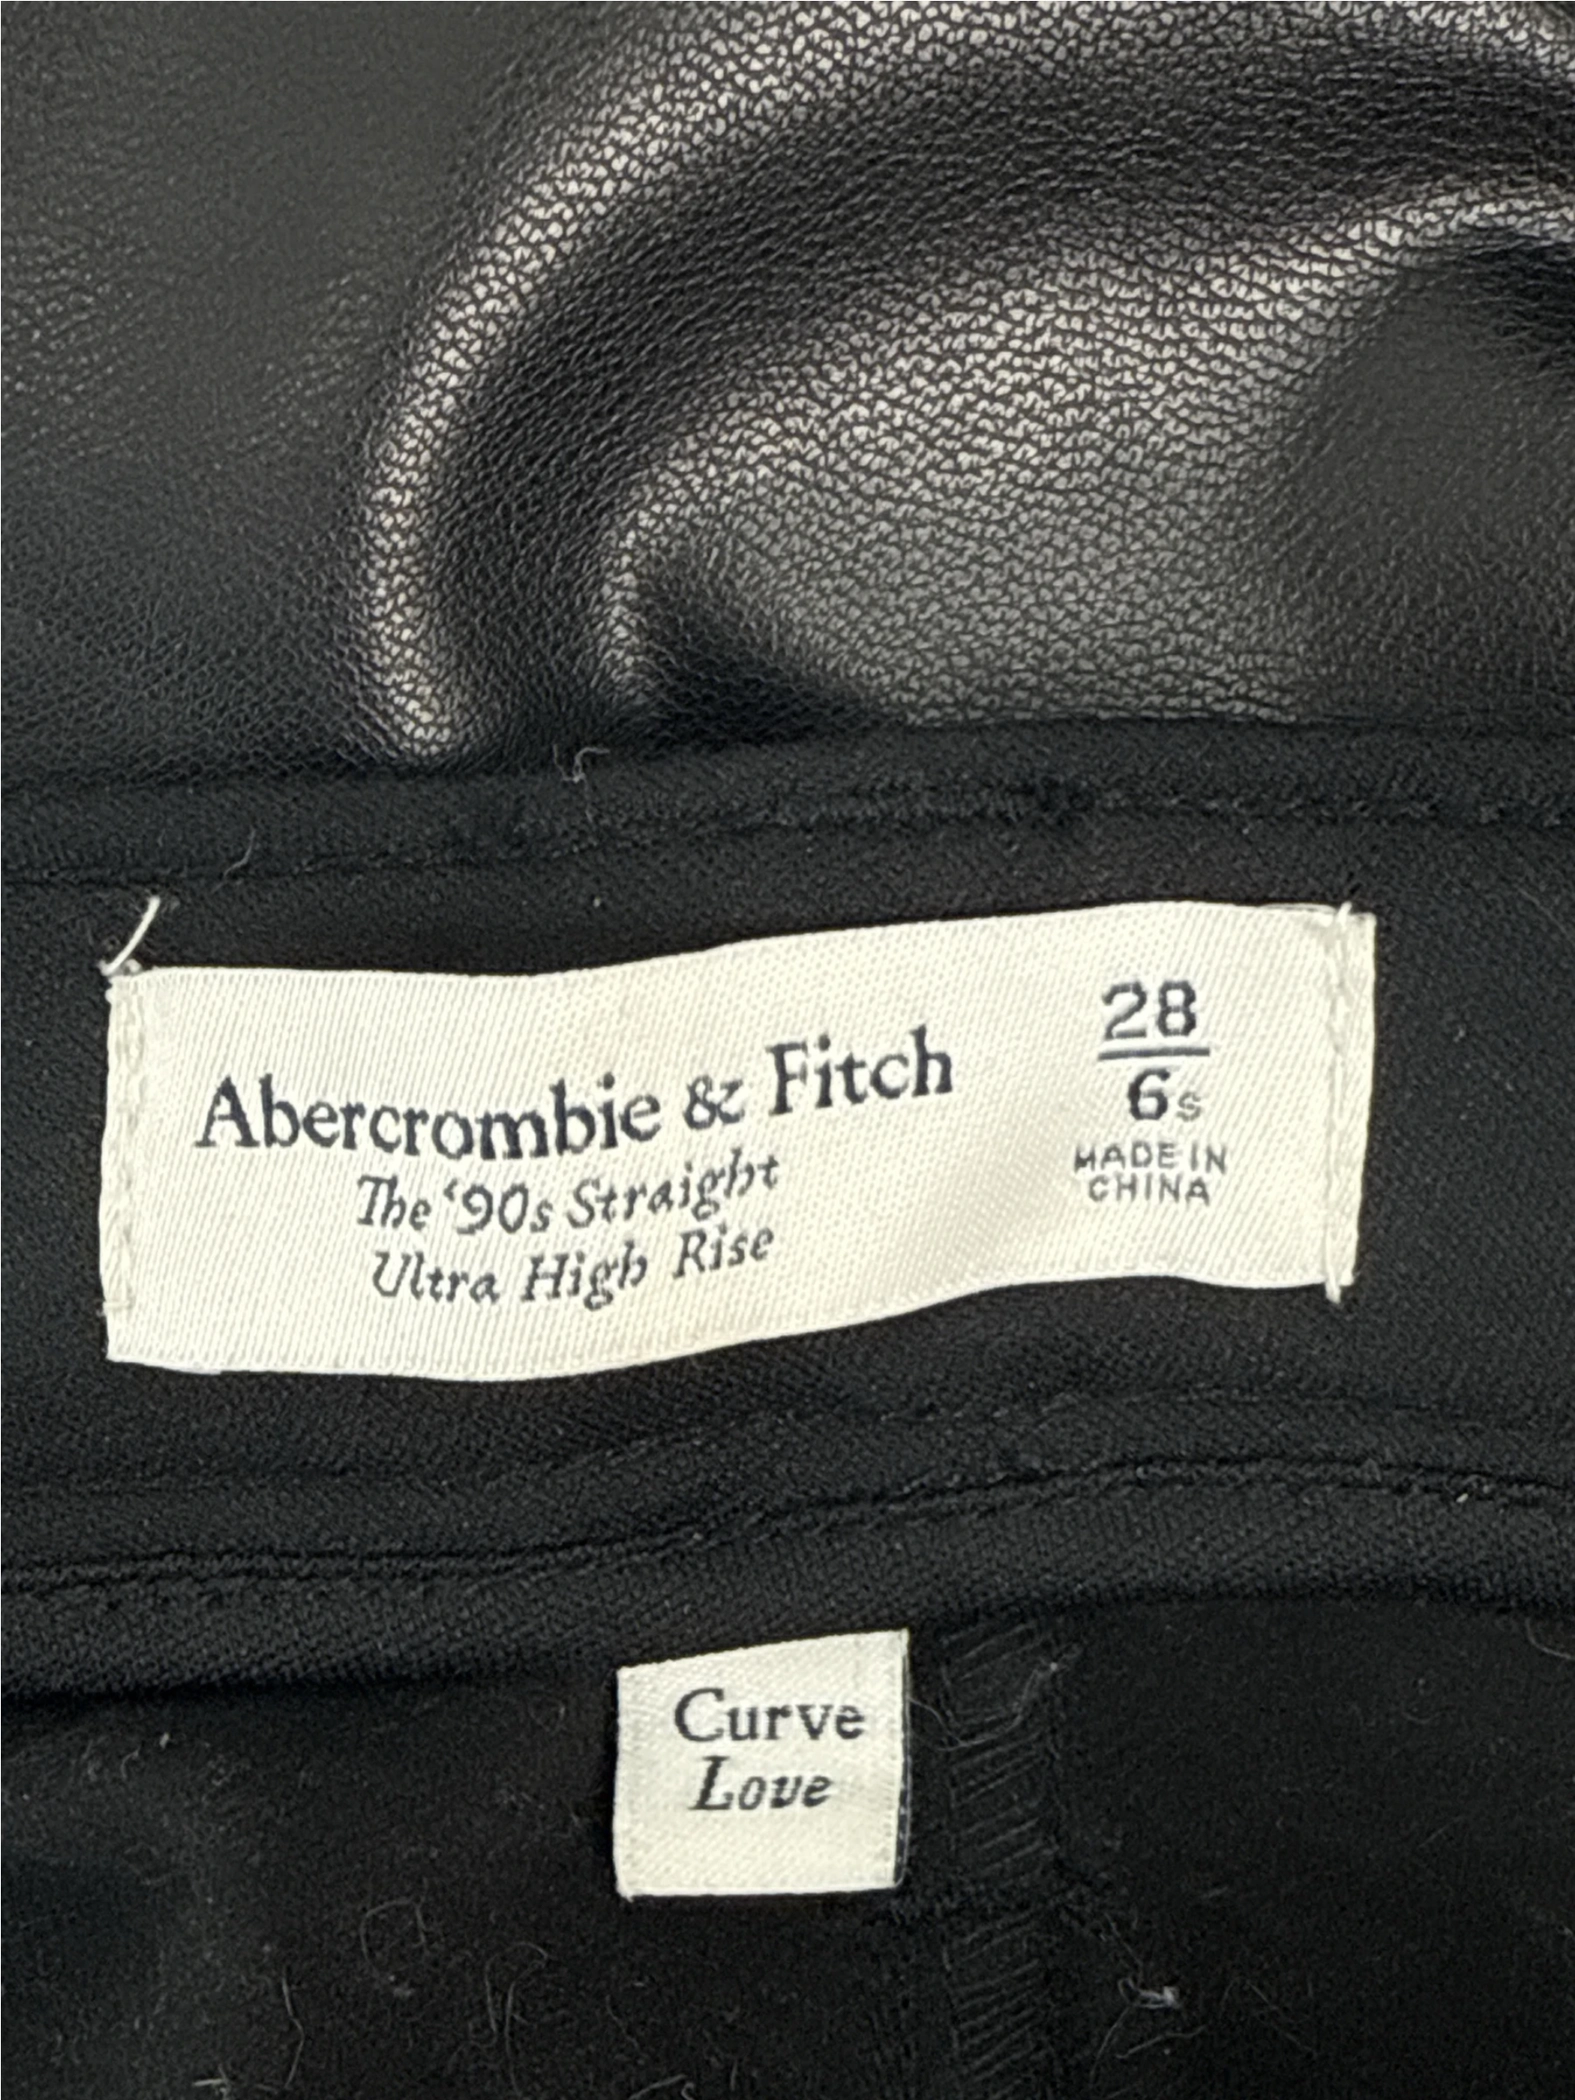 Abercrombie & Fitch
The ‘90s Straight
Ultra High Rise
28
6s
MADE IN
CHINA
Curve
Love